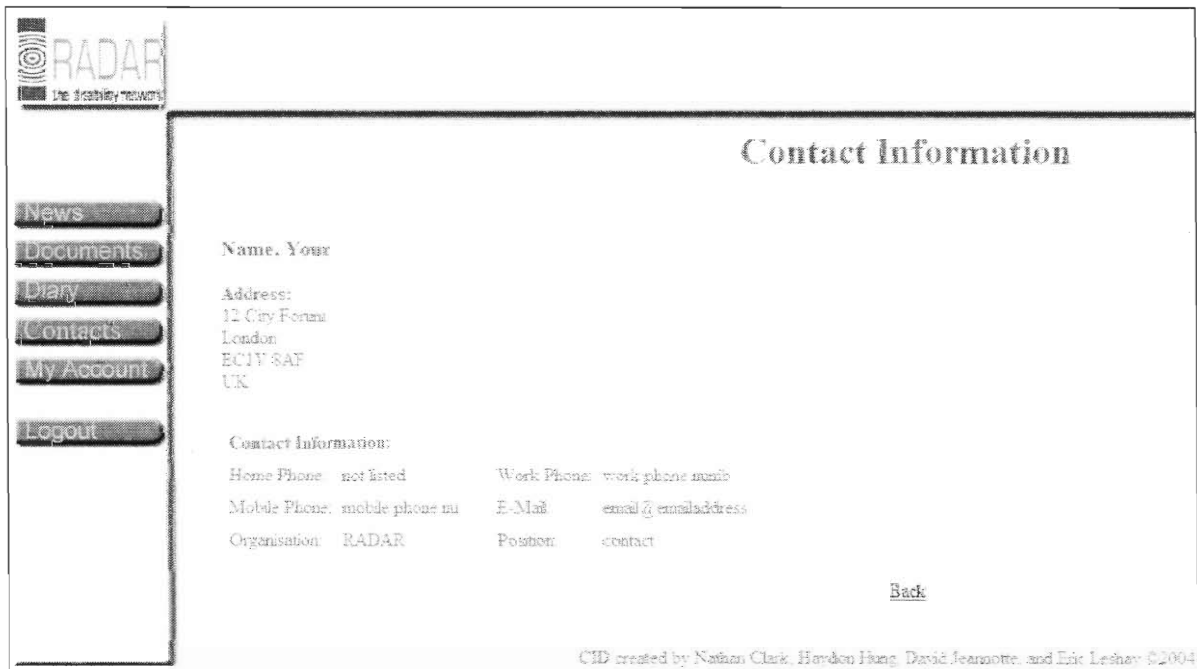 RADAR
the disability network
Contact Information
News
Documents
Diary
Contacts
My Account
Logout
Name. Your
Address:
12 City Forum
London
EC1V 8AF
UK
Contact Information:
Home Phone: not listed Work Phone: work phone numb
Mobile Phone: mobile phone nu E-Mail: email@emailaddress
Organisation: RADAR Position: contact
Back
CID created by Nathan Clark, Haydon Hung, David Jeannotte, and Eric Leshay ©2004